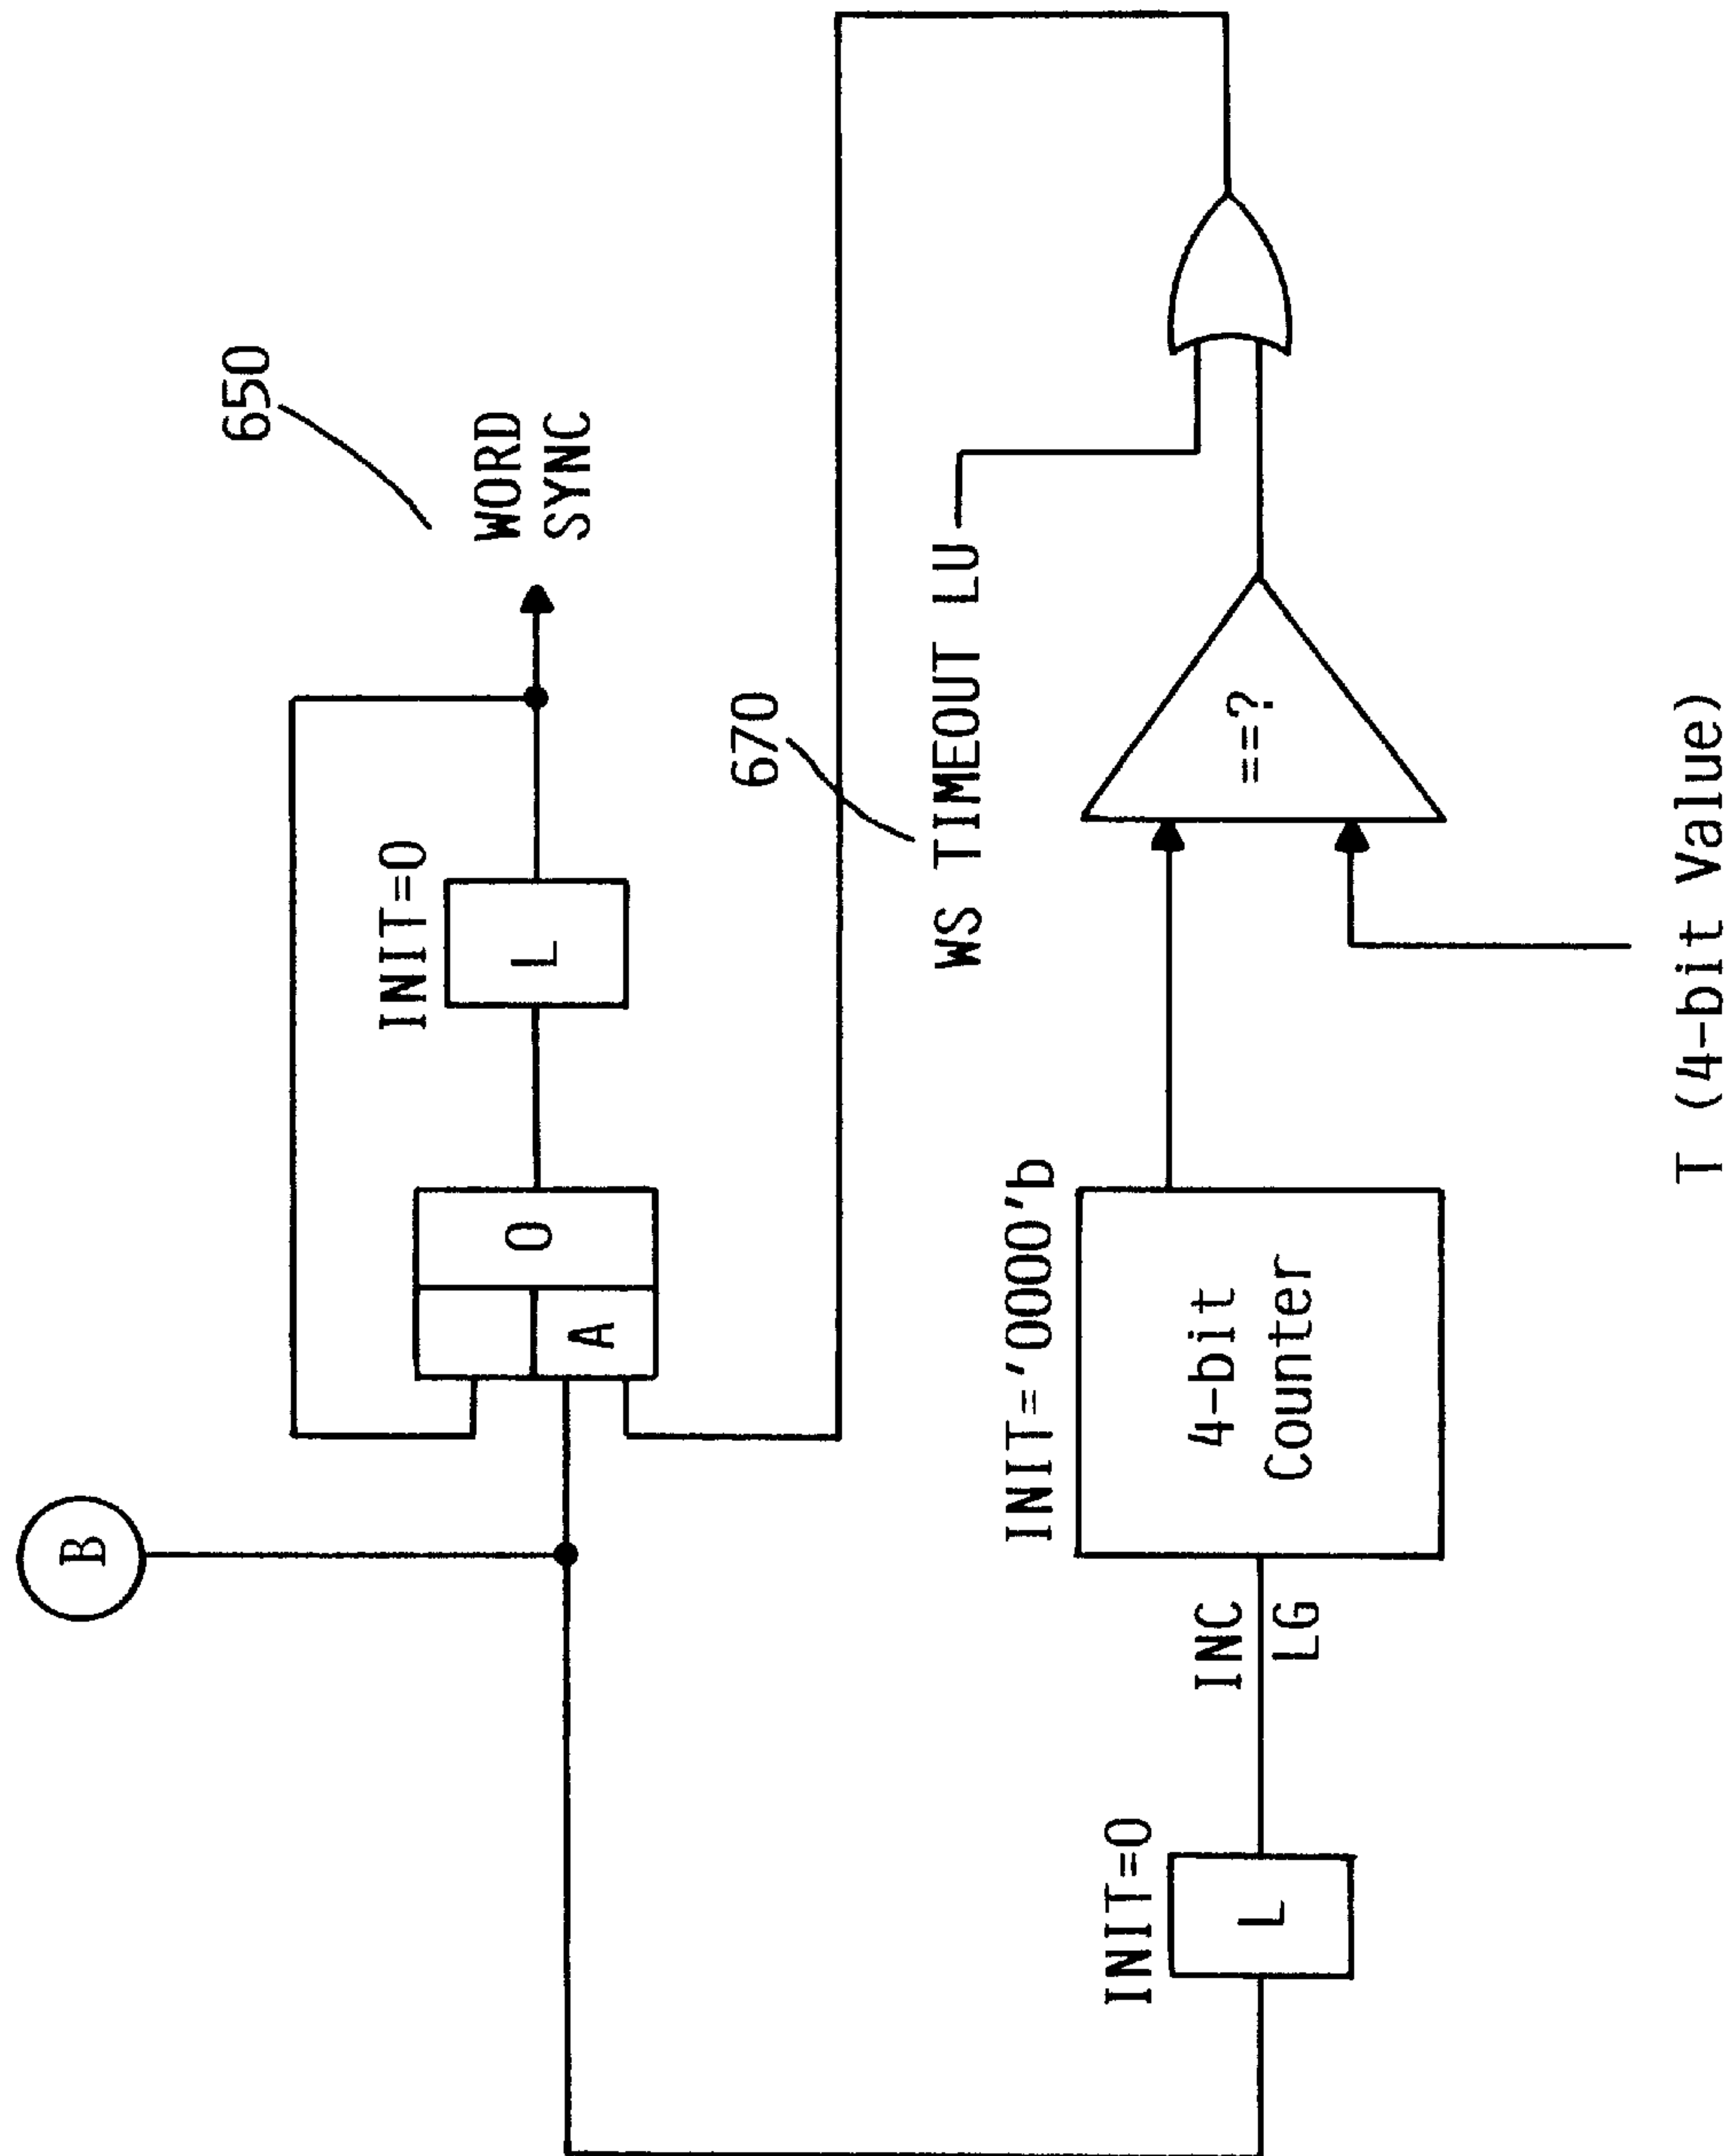 B
650
WORD
SYNC
INIT=0
L
O
A
670
WS TIMEOUT LU
INIT='0000'b
4-bit
Counter
INC
LG
==?
INIT=0
L
T (4-bit Value)